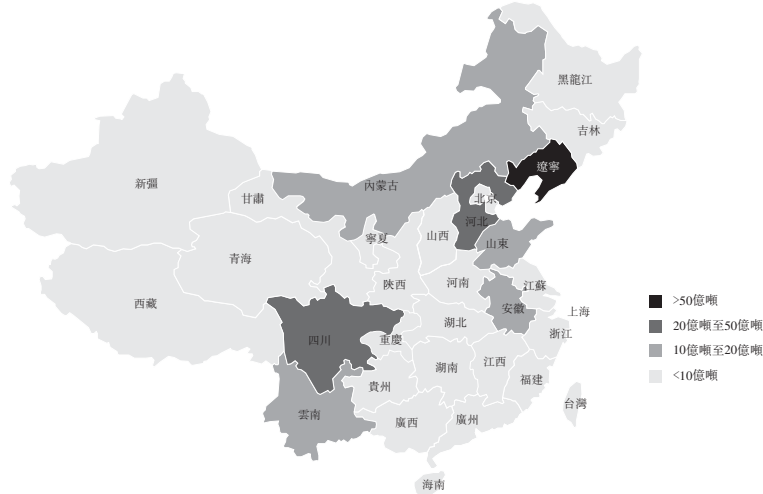 黑龍江
吉林
遼寧
內蒙古
新疆
甘肅
北京
河北
山西
寧夏
山東
青海
陝西
河南
江蘇
西藏
安徽
上海
湖北
浙江
四川
重慶
湖南
江西
貴州
福建
台灣
雲南
廣西
廣州
海南
>50億噸
20億噸至50億噸
10億噸至20億噸
<10億噸